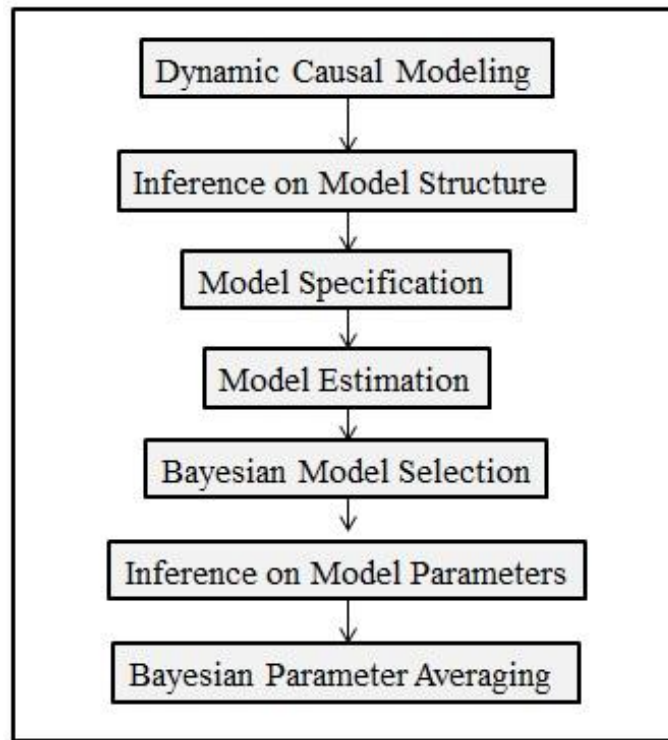 Dynamic Causal Modeling
Inference on Model Structure
Model Specification
Model Estimation
Bayesian Model Selection
Inference on Model Parameters
Bayesian Parameter Averaging